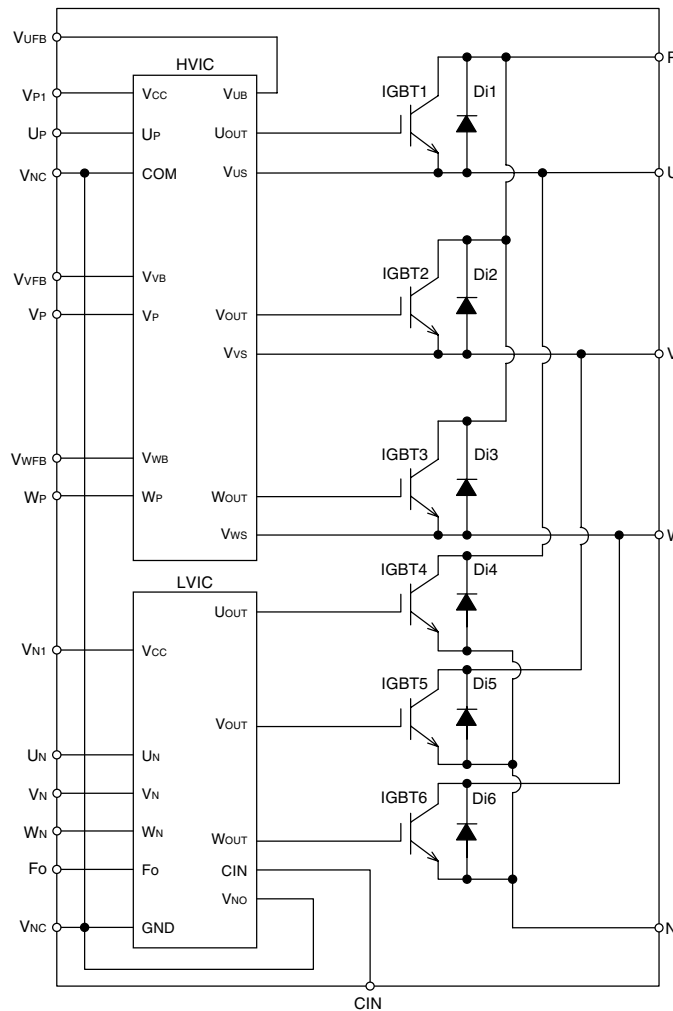 VUFB
HVIC
P
VP1
VCC
VUB
IGBT1
Di1
UP
UP
UOUT
VNC
COM
VUS
U
VVFB
VVB
IGBT2
Di2
VP
VP
VOUT
VVS
V
VWFB
VWB
IGBT3
Di3
WP
WP
WOUT
VWS
W
LVIC
IGBT4
Di4
UOUT
VN1
VCC
IGBT5
Di5
VOUT
UN
UN
VN
VN
IGBT6
Di6
WN
WN
WOUT
Fo
Fo
CIN
VNO
VNC
GND
N
CIN